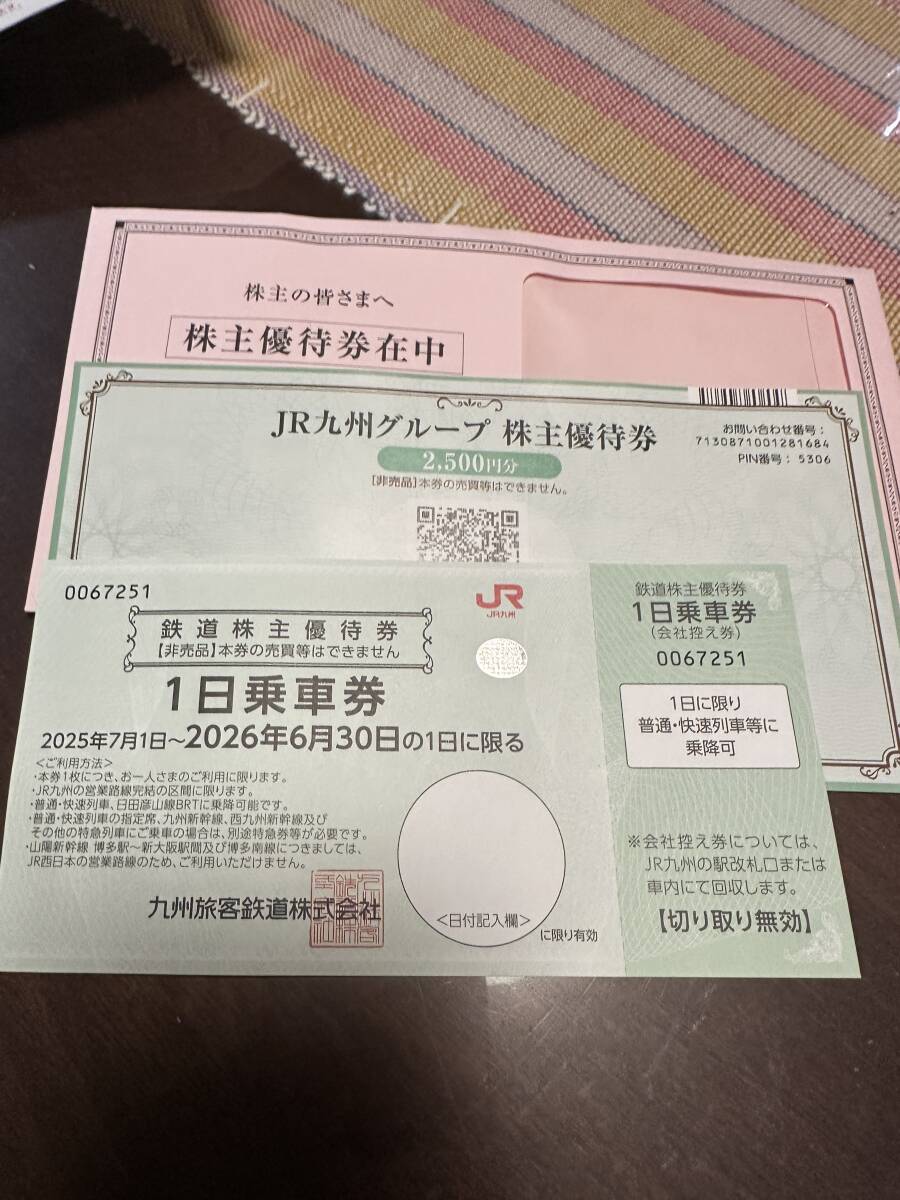 株主の皆さまへ
株主優待券在中
JR九州グループ 株主優待券
2,500円分
【非売品】本券の売買等はできません。
お問い合わせ番号：
7130871001281684
PIN番号： 5306
0067251
JR
JR九州
鉄道株主優待券
【非売品】本券の売買等はできません
1日乗車券
2025年7月1日～2026年6月30日の1日に限る
＜ご利用方法＞
・本券1枚につき、お一人さまのご利用に限ります。
・JR九州の営業路線完結の区間に限ります。
・普通・快速列車、日田彦山線BRTに乗降可能です。
・普通・快速列車の指定席、九州新幹線、西九州新幹線及び
その他の特急列車にご乗車の場合は、別途特急券等が必要です。
・山陽新幹線 博多駅～新大阪駅間及び博多南線につきましては、
JR西日本の営業路線のため、ご利用いただけません。
九州旅客鉄道株式会社
＜日付記入欄＞
に限り有効
鉄道株主優待券
1日乗車券
（会社控え券）
0067251
1日に限り
普通・快速列車等に
乗降可
※会社控え券については、
JR九州の駅改札口または
車内にて回収します。
【切り取り無効】